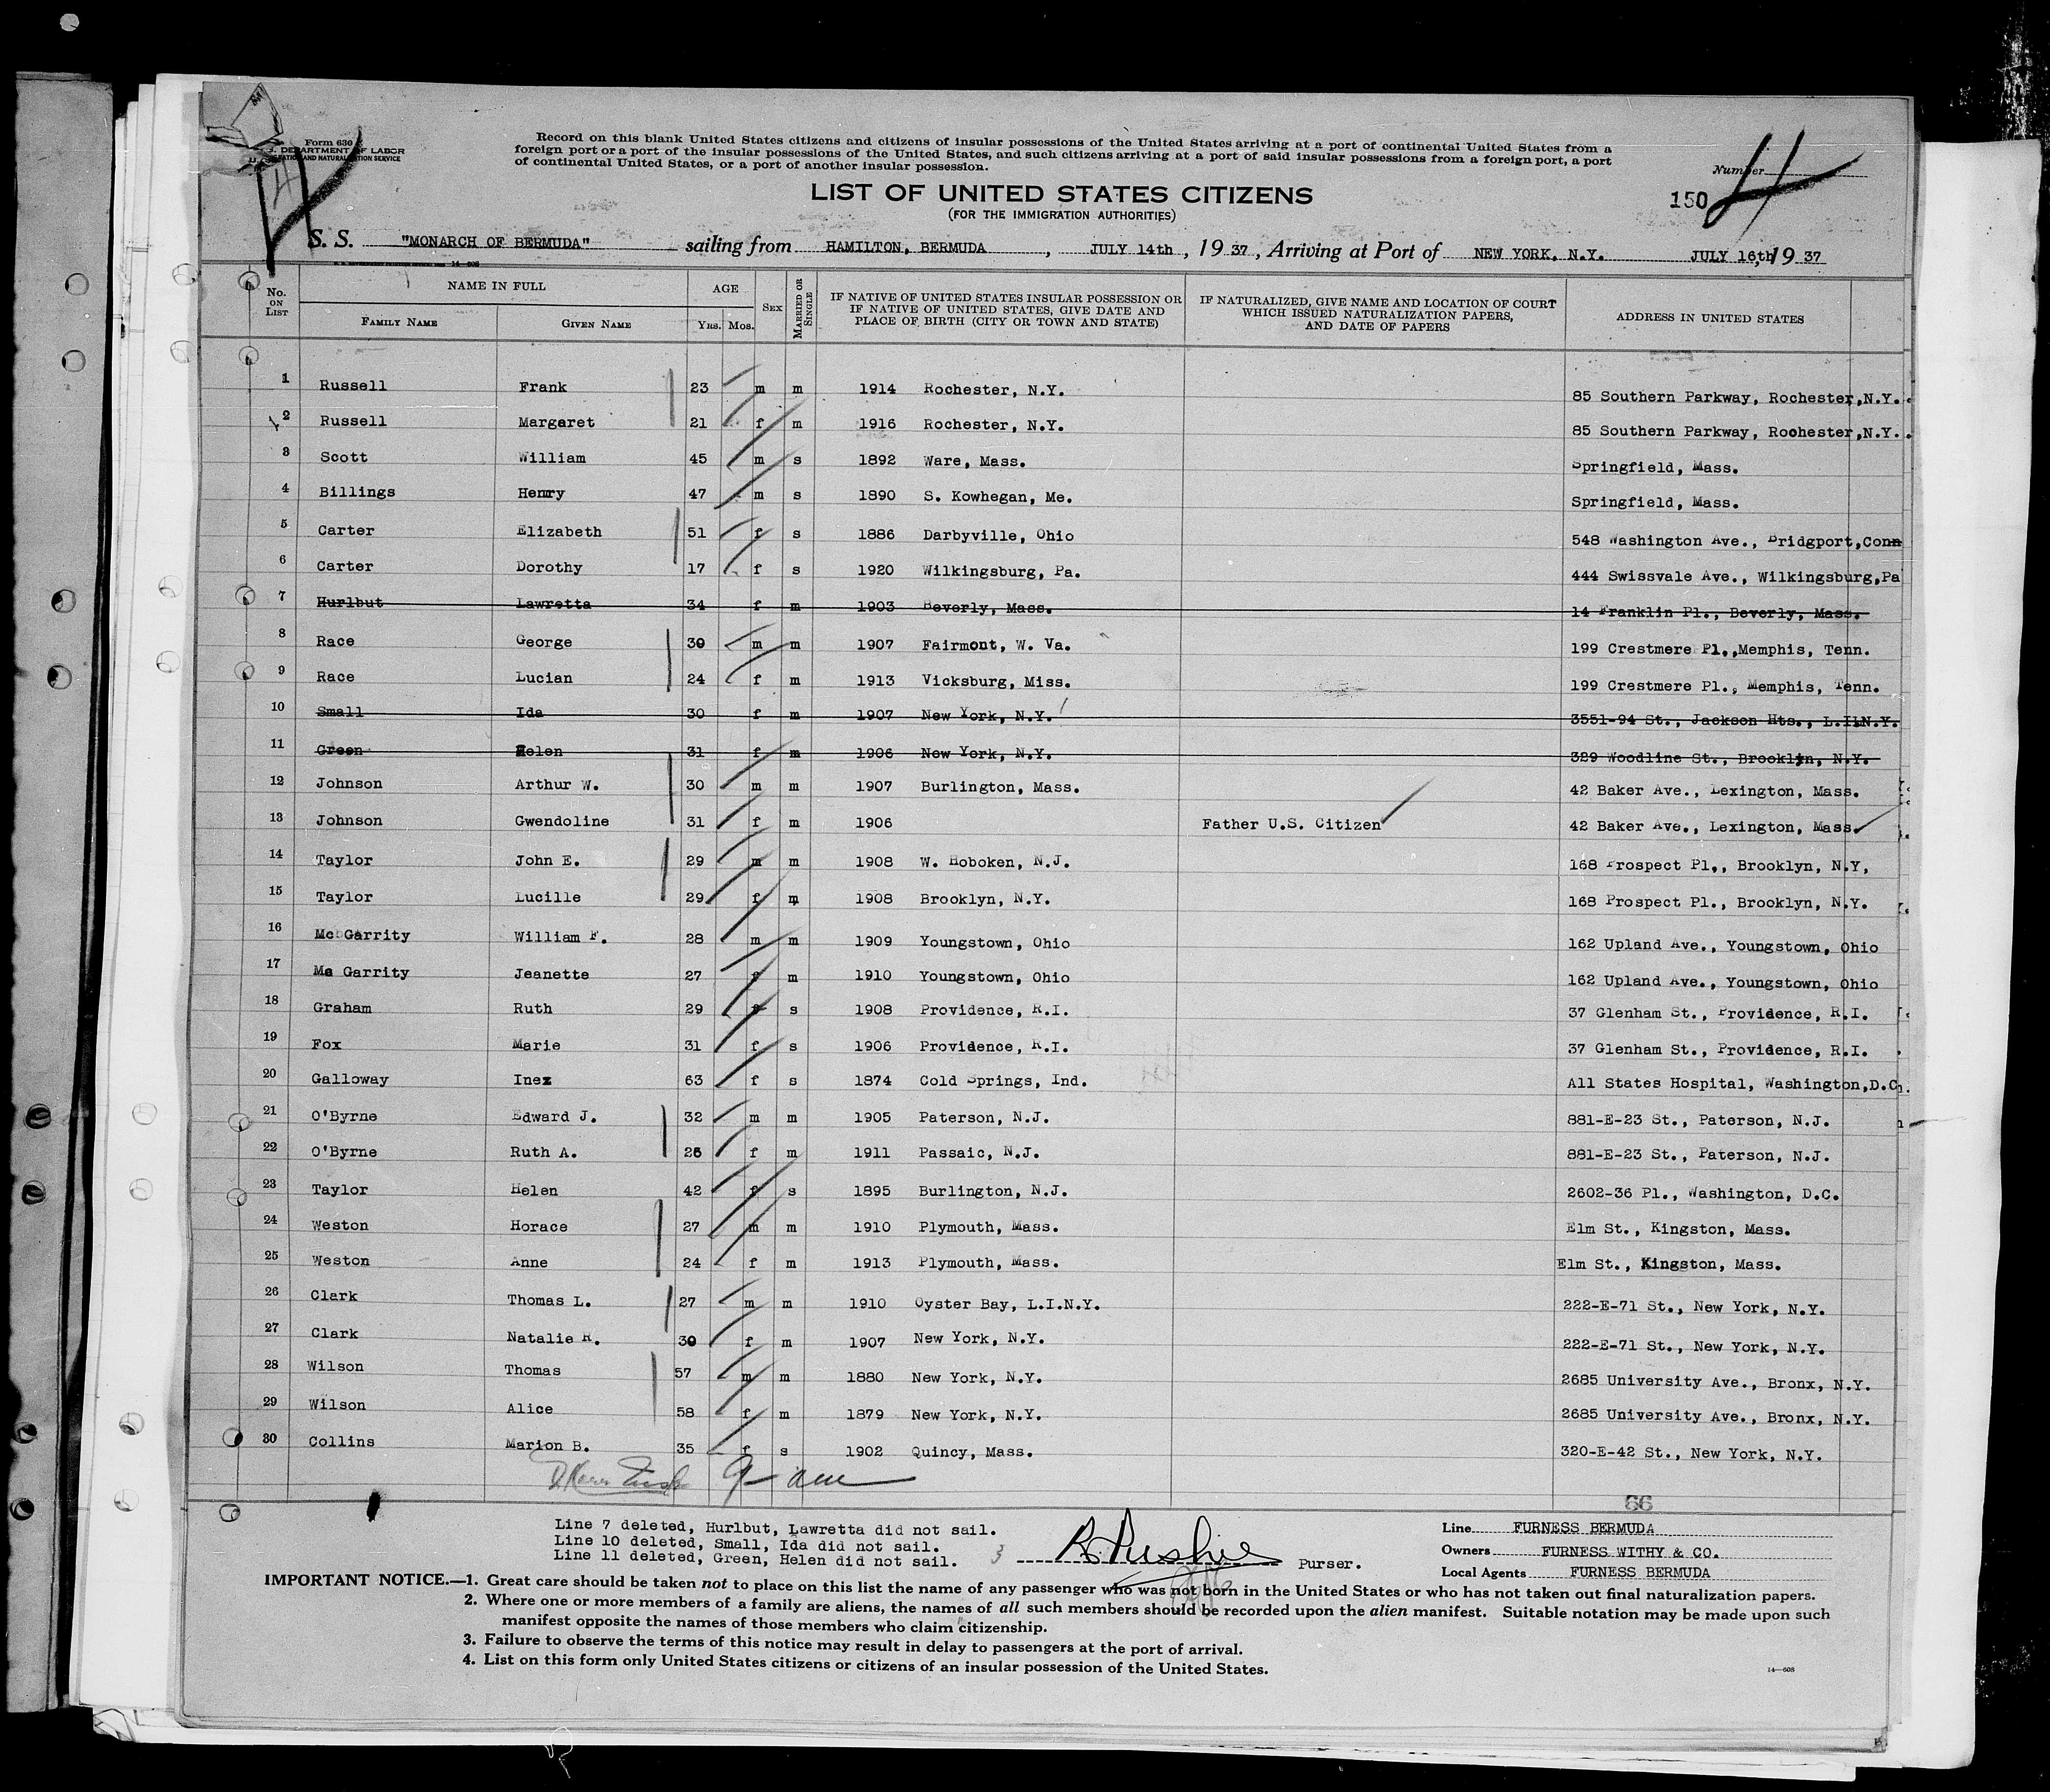 Form 630
U. S. DEPARTMENT OF LABOR
IMMIGRATION AND NATURALIZATION SERVICE
Record on this blank United States citizens and citizens of insular possessions of the United States arriving at a port of continental United States from a
foreign port or a port of the insular possessions of the United States, and such citizens arriving at a port of said insular possessions from a foreign port, a port
of continental United States, or a port of another insular possession.
Number
150 4
LIST OF UNITED STATES CITIZENS
(FOR THE IMMIGRATION AUTHORITIES)
S. S. "MONARCH OF BERMUDA" sailing from HAMILTON, BERMUDA, JULY 14th, 19 37, Arriving at Port of NEW YORK, N.Y. JULY 16th, 19 37
No. ON LIST NAME IN FULL FAMILY NAME GIVEN NAME AGE YRS. MOS. SEX MARRIED OR SINGLE IF NATIVE OF UNITED STATES INSULAR POSSESSION OR IF NATIVE OF UNITED STATES, GIVE DATE AND PLACE OF BIRTH (CITY OR TOWN AND STATE) IF NATURALIZED, GIVE NAME AND LOCATION OF COURT WHICH ISSUED NATURALIZATION PAPERS, AND DATE OF PAPERS ADDRESS IN UNITED STATES
1 Russell Frank 23 m m 1914 Rochester, N.Y. 85 Southern Parkway, Rochester,N.Y.
2 Russell Margaret 21 f m 1916 Rochester, N.Y. 85 Southern Parkway, Rochester,N.Y.
3 Scott William 45 m s 1892 Ware, Mass. Springfield, Mass.
4 Billings Henry 47 m s 1890 S. Kowhegan, Me. Springfield, Mass.
5 Carter Elizabeth 51 f s 1886 Darbyville, Ohio 548 Washington Ave., Bridgport,Conn
6 Carter Dorothy 17 f s 1920 Wilkingsburg, Pa. 444 Swissvale Ave., Wilkingsburg,Pa
7 Hurlbut Lawretta 34 f m 1903 Beverly, Mass. 14 Franklin Pl., Beverly, Mass.
8 Race George 30 m m 1907 Fairmont, W. Va. 199 Crestmere Pl.,Memphis, Tenn.
9 Race Lucian 24 f m 1913 Vicksburg, Miss. 199 Crestmere Pl., Memphis, Tenn.
10 Small Ida 30 f m 1907 New York, N.Y. 3551-94 St., Jackson Hts., L.I.N.Y.
11 Green Helen 31 f m 1906 New York, N.Y. 329 Woodline St., Brooklyn, N.Y.
12 Johnson Arthur W. 30 m m 1907 Burlington, Mass. 42 Baker Ave., Lexington, Mass.
13 Johnson Gwendoline 31 f m 1906 Father U.S. Citizen 42 Baker Ave., Lexington, Mass.
14 Taylor John E. 29 m m 1908 W. Hoboken, N.J. 168 Prospect Pl., Brooklyn, N.Y,
15 Taylor Lucille 29 f m 1908 Brooklyn, N.Y. 168 Prospect Pl., Brooklyn, N.Y.
16 Mc Garrity William F. 28 m m 1909 Youngstown, Ohio 162 Upland Ave., Youngstown, Ohio
17 Mc Garrity Jeanette 27 f m 1910 Youngstown, Ohio 162 Upland Ave., Youngstown, Ohio
18 Graham Ruth 29 f s 1908 Providence, R.I. 37 Glenham St., Providence, R.I.
19 Fox Marie 31 f s 1906 Providence, R.I. 37 Glenham St., Providence, R.I.
20 Galloway Inez 63 f s 1874 Cold Springs, Ind. All States Hospital, Washington,D.C.
21 O'Byrne Edward J. 32 m m 1905 Paterson, N.J. 881-E-23 St., Paterson, N.J.
22 O'Byrne Ruth A. 26 f m 1911 Passaic, N.J. 881-E-23 St., Paterson, N.J.
23 Taylor Helen 42 f s 1895 Burlington, N.J. 2602-36 Pl., Washington, D.C.
24 Weston Horace 27 m m 1910 Plymouth, Mass. Elm St., Kingston, Mass.
25 Weston Anne 24 f m 1913 Plymouth, Mass. Elm St., Kingston, Mass.
26 Clark Thomas L. 27 m m 1910 Oyster Bay, L.I.N.Y. 222-E-71 St., New York, N.Y.
27 Clark Natalie R. 30 f m 1907 New York, N.Y. 222-E-71 St., New York, N.Y.
28 Wilson Thomas 57 m m 1880 New York, N.Y. 2685 University Ave., Bronx, N.Y.
29 Wilson Alice 58 f m 1879 New York, N.Y. 2685 University Ave., Bronx, N.Y.
30 Collins Marion B. 35 f s 1902 Quincy, Mass. 320-E-42 St., New York, N.Y.
66
Line 7 deleted, Hurlbut, Lawretta did not sail.
Line 10 deleted, Small, Ida did not sail.
Line 11 deleted, Green, Helen did not sail.
3
Purser.
Line FURNESS BERMUDA
Owners FURNESS WITHY & CO.
Local Agents FURNESS BERMUDA
IMPORTANT NOTICE.—1. Great care should be taken not to place on this list the name of any passenger who was not born in the United States or who has not taken out final naturalization papers.
2. Where one or more members of a family are aliens, the names of all such members should be recorded upon the alien manifest. Suitable notation may be made upon such
manifest opposite the names of those members who claim citizenship.
3. Failure to observe the terms of this notice may result in delay to passengers at the port of arrival.
4. List on this form only United States citizens or citizens of an insular possession of the United States.
14—608